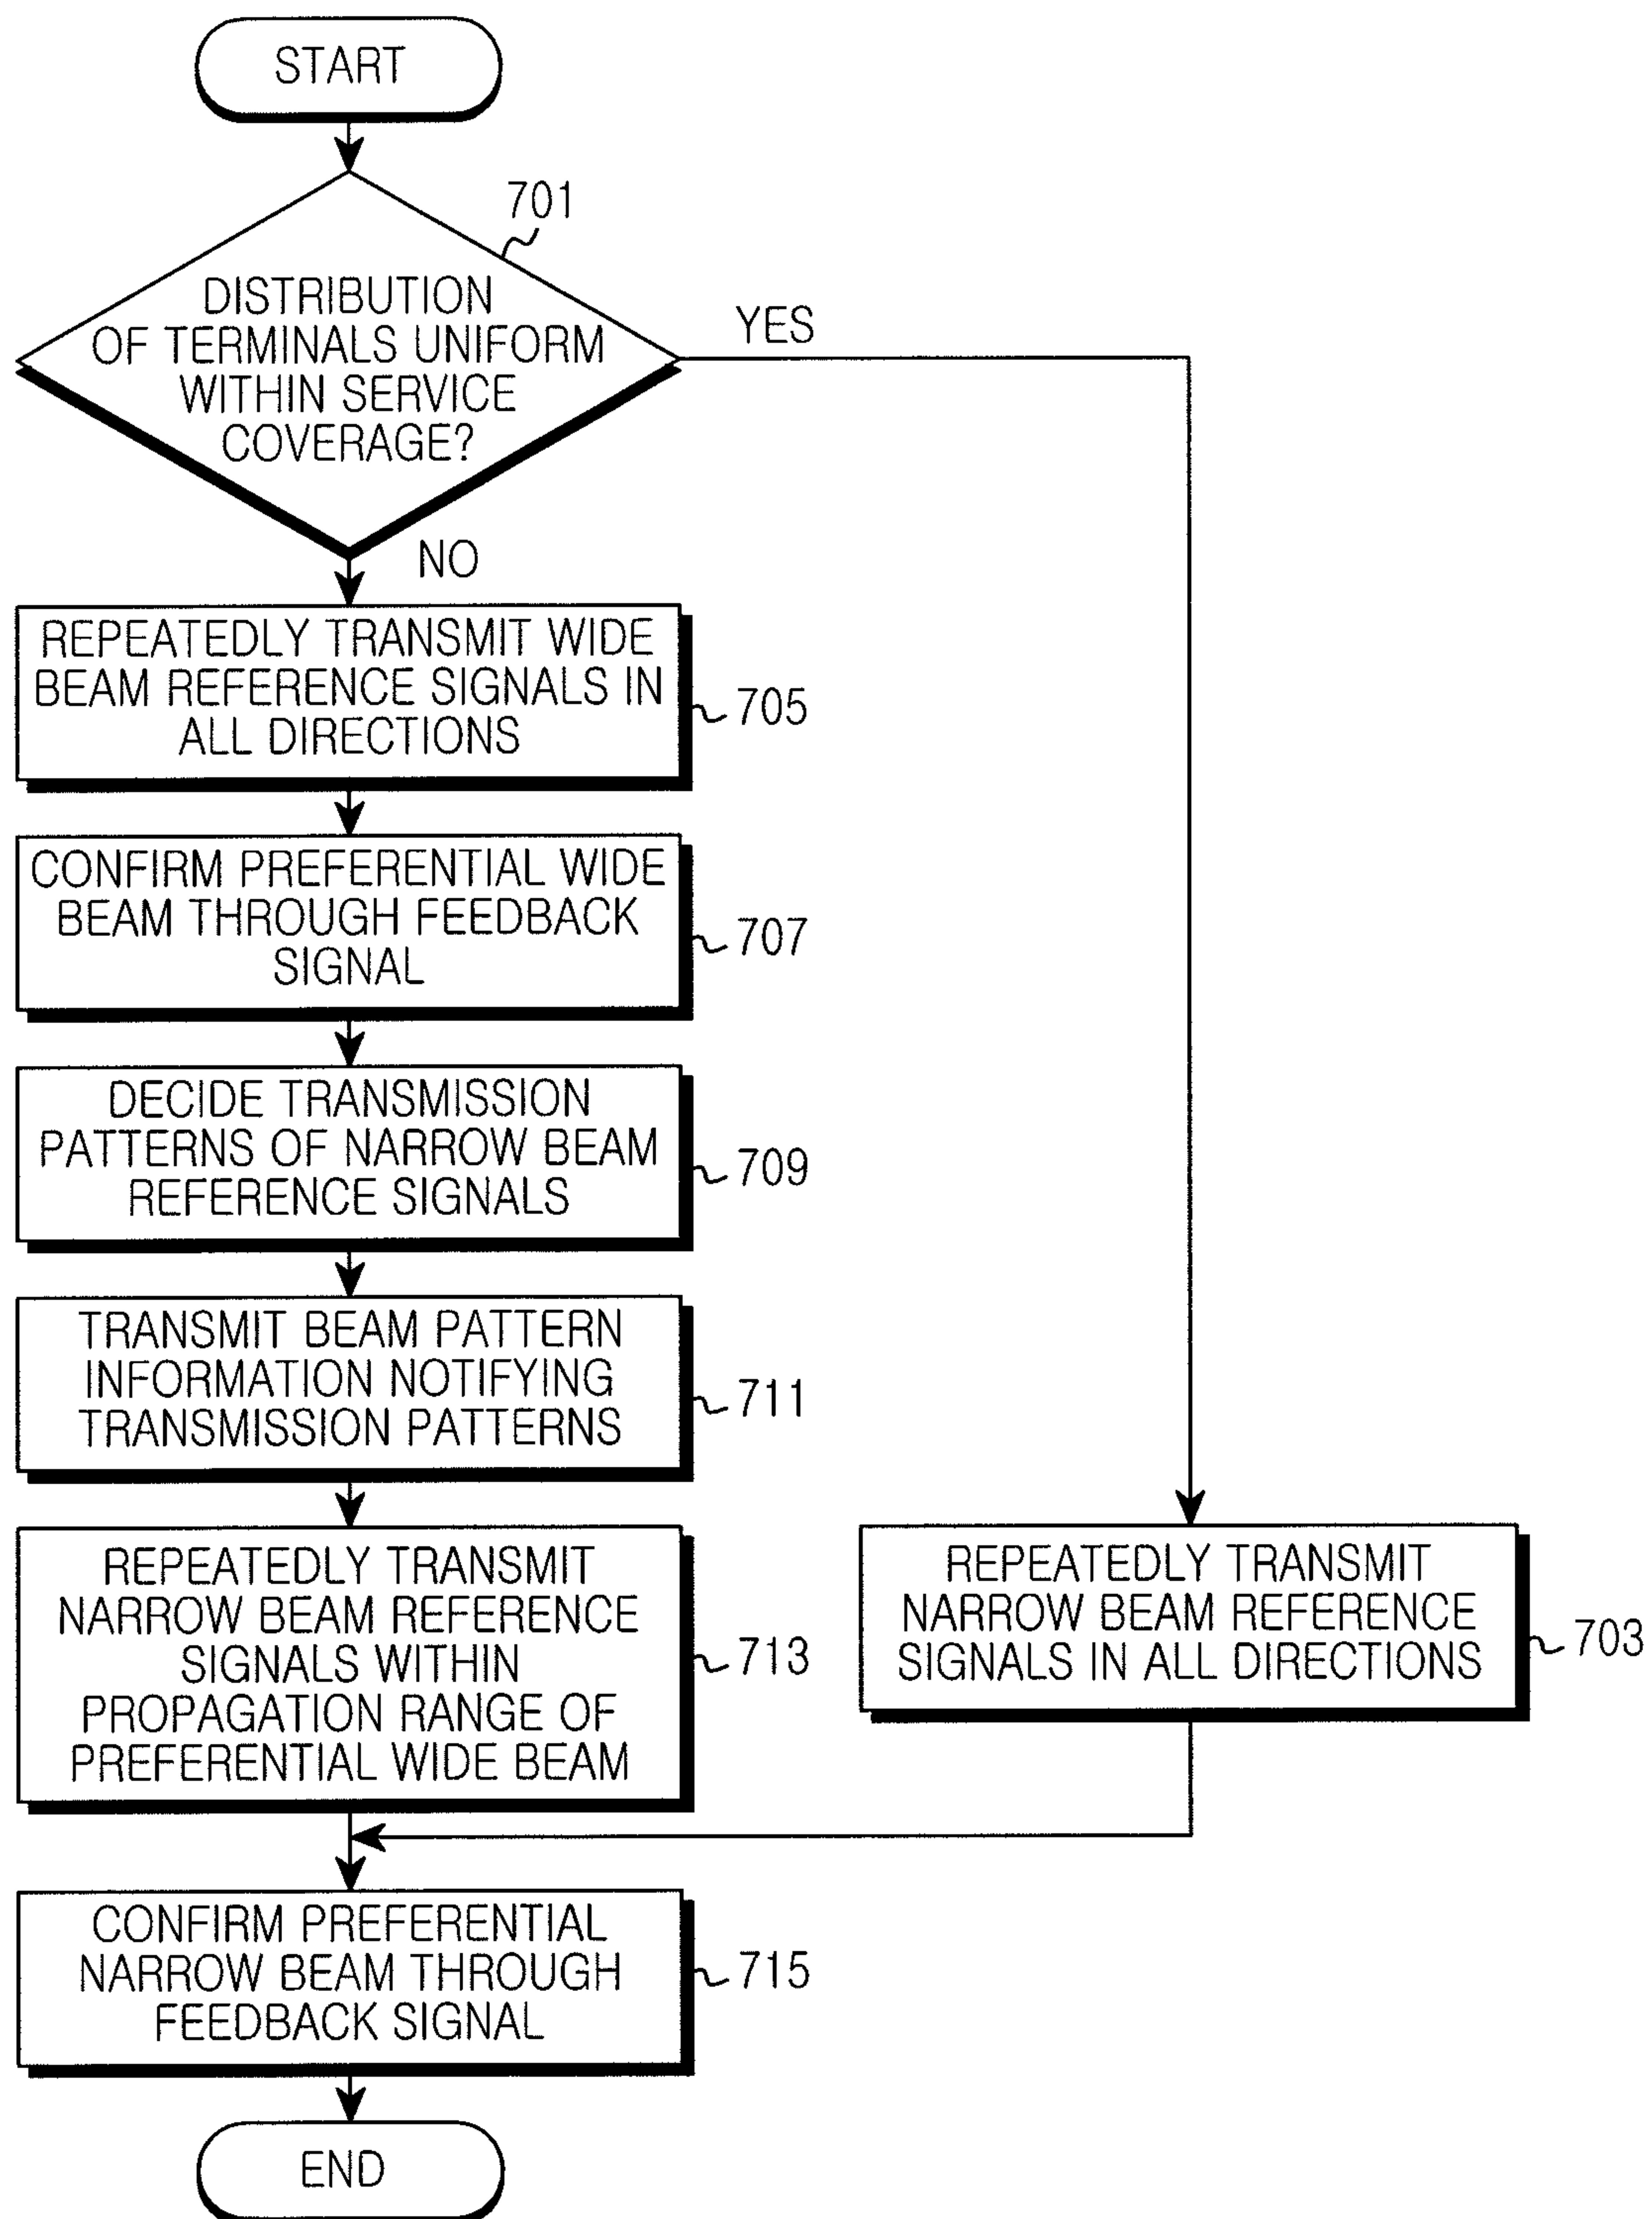 START
701
DISTRIBUTION
OF TERMINALS UNIFORM
WITHIN SERVICE
COVERAGE?
YES
NO
REPEATEDLY TRANSMIT WIDE
BEAM REFERENCE SIGNALS IN
ALL DIRECTIONS
705
CONFIRM PREFERENTIAL WIDE
BEAM THROUGH FEEDBACK
SIGNAL
707
DECIDE TRANSMISSION
PATTERNS OF NARROW BEAM
REFERENCE SIGNALS
709
TRANSMIT BEAM PATTERN
INFORMATION NOTIFYING
TRANSMISSION PATTERNS
711
REPEATEDLY TRANSMIT
NARROW BEAM REFERENCE
SIGNALS WITHIN
PROPAGATION RANGE OF
PREFERENTIAL WIDE BEAM
713
REPEATEDLY TRANSMIT
NARROW BEAM REFERENCE
SIGNALS IN ALL DIRECTIONS
703
CONFIRM PREFERENTIAL
NARROW BEAM THROUGH
FEEDBACK SIGNAL
715
END